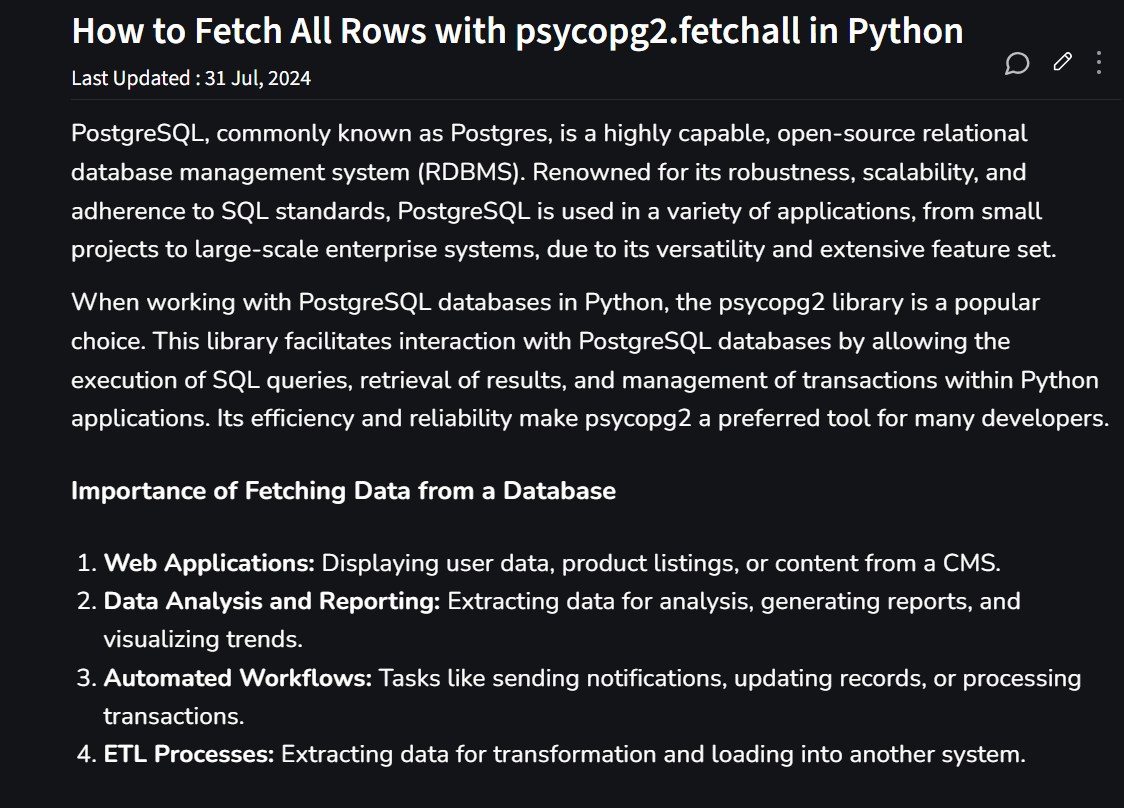 How to Fetch All Rows with psycopg2.fetchall in Python
Last Updated : 31 Jul, 2024
PostgreSQL, commonly known as Postgres, is a highly capable, open-source relational
database management system (RDBMS). Renowned for its robustness, scalability, and
adherence to SQL standards, PostgreSQL is used in a variety of applications, from small
projects to large-scale enterprise systems, due to its versatility and extensive feature set.
When working with PostgreSQL databases in Python, the psycopg2 library is a popular
choice. This library facilitates interaction with PostgreSQL databases by allowing the
execution of SQL queries, retrieval of results, and management of transactions within Python
applications. Its efficiency and reliability make psycopg2 a preferred tool for many developers.
Importance of Fetching Data from a Database
1. Web Applications: Displaying user data, product listings, or content from a CMS.
2. Data Analysis and Reporting: Extracting data for analysis, generating reports, and
visualizing trends.
3. Automated Workflows: Tasks like sending notifications, updating records, or processing
transactions.
4. ETL Processes: Extracting data for transformation and loading into another system.